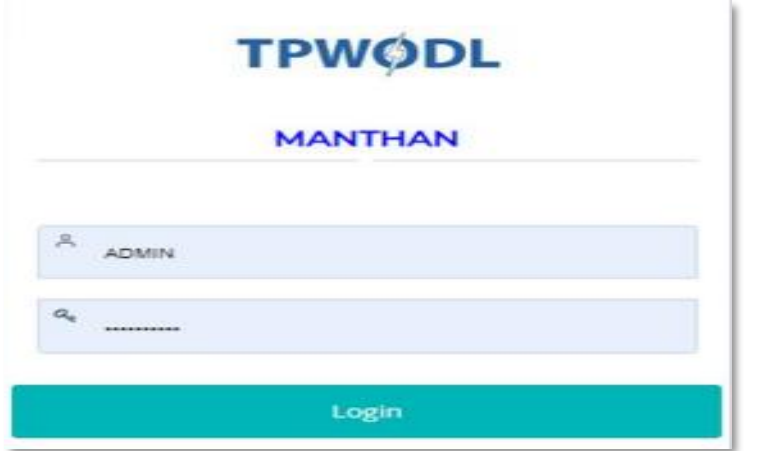 TPWODL
MANTHAN
ADMIN
..........
Login